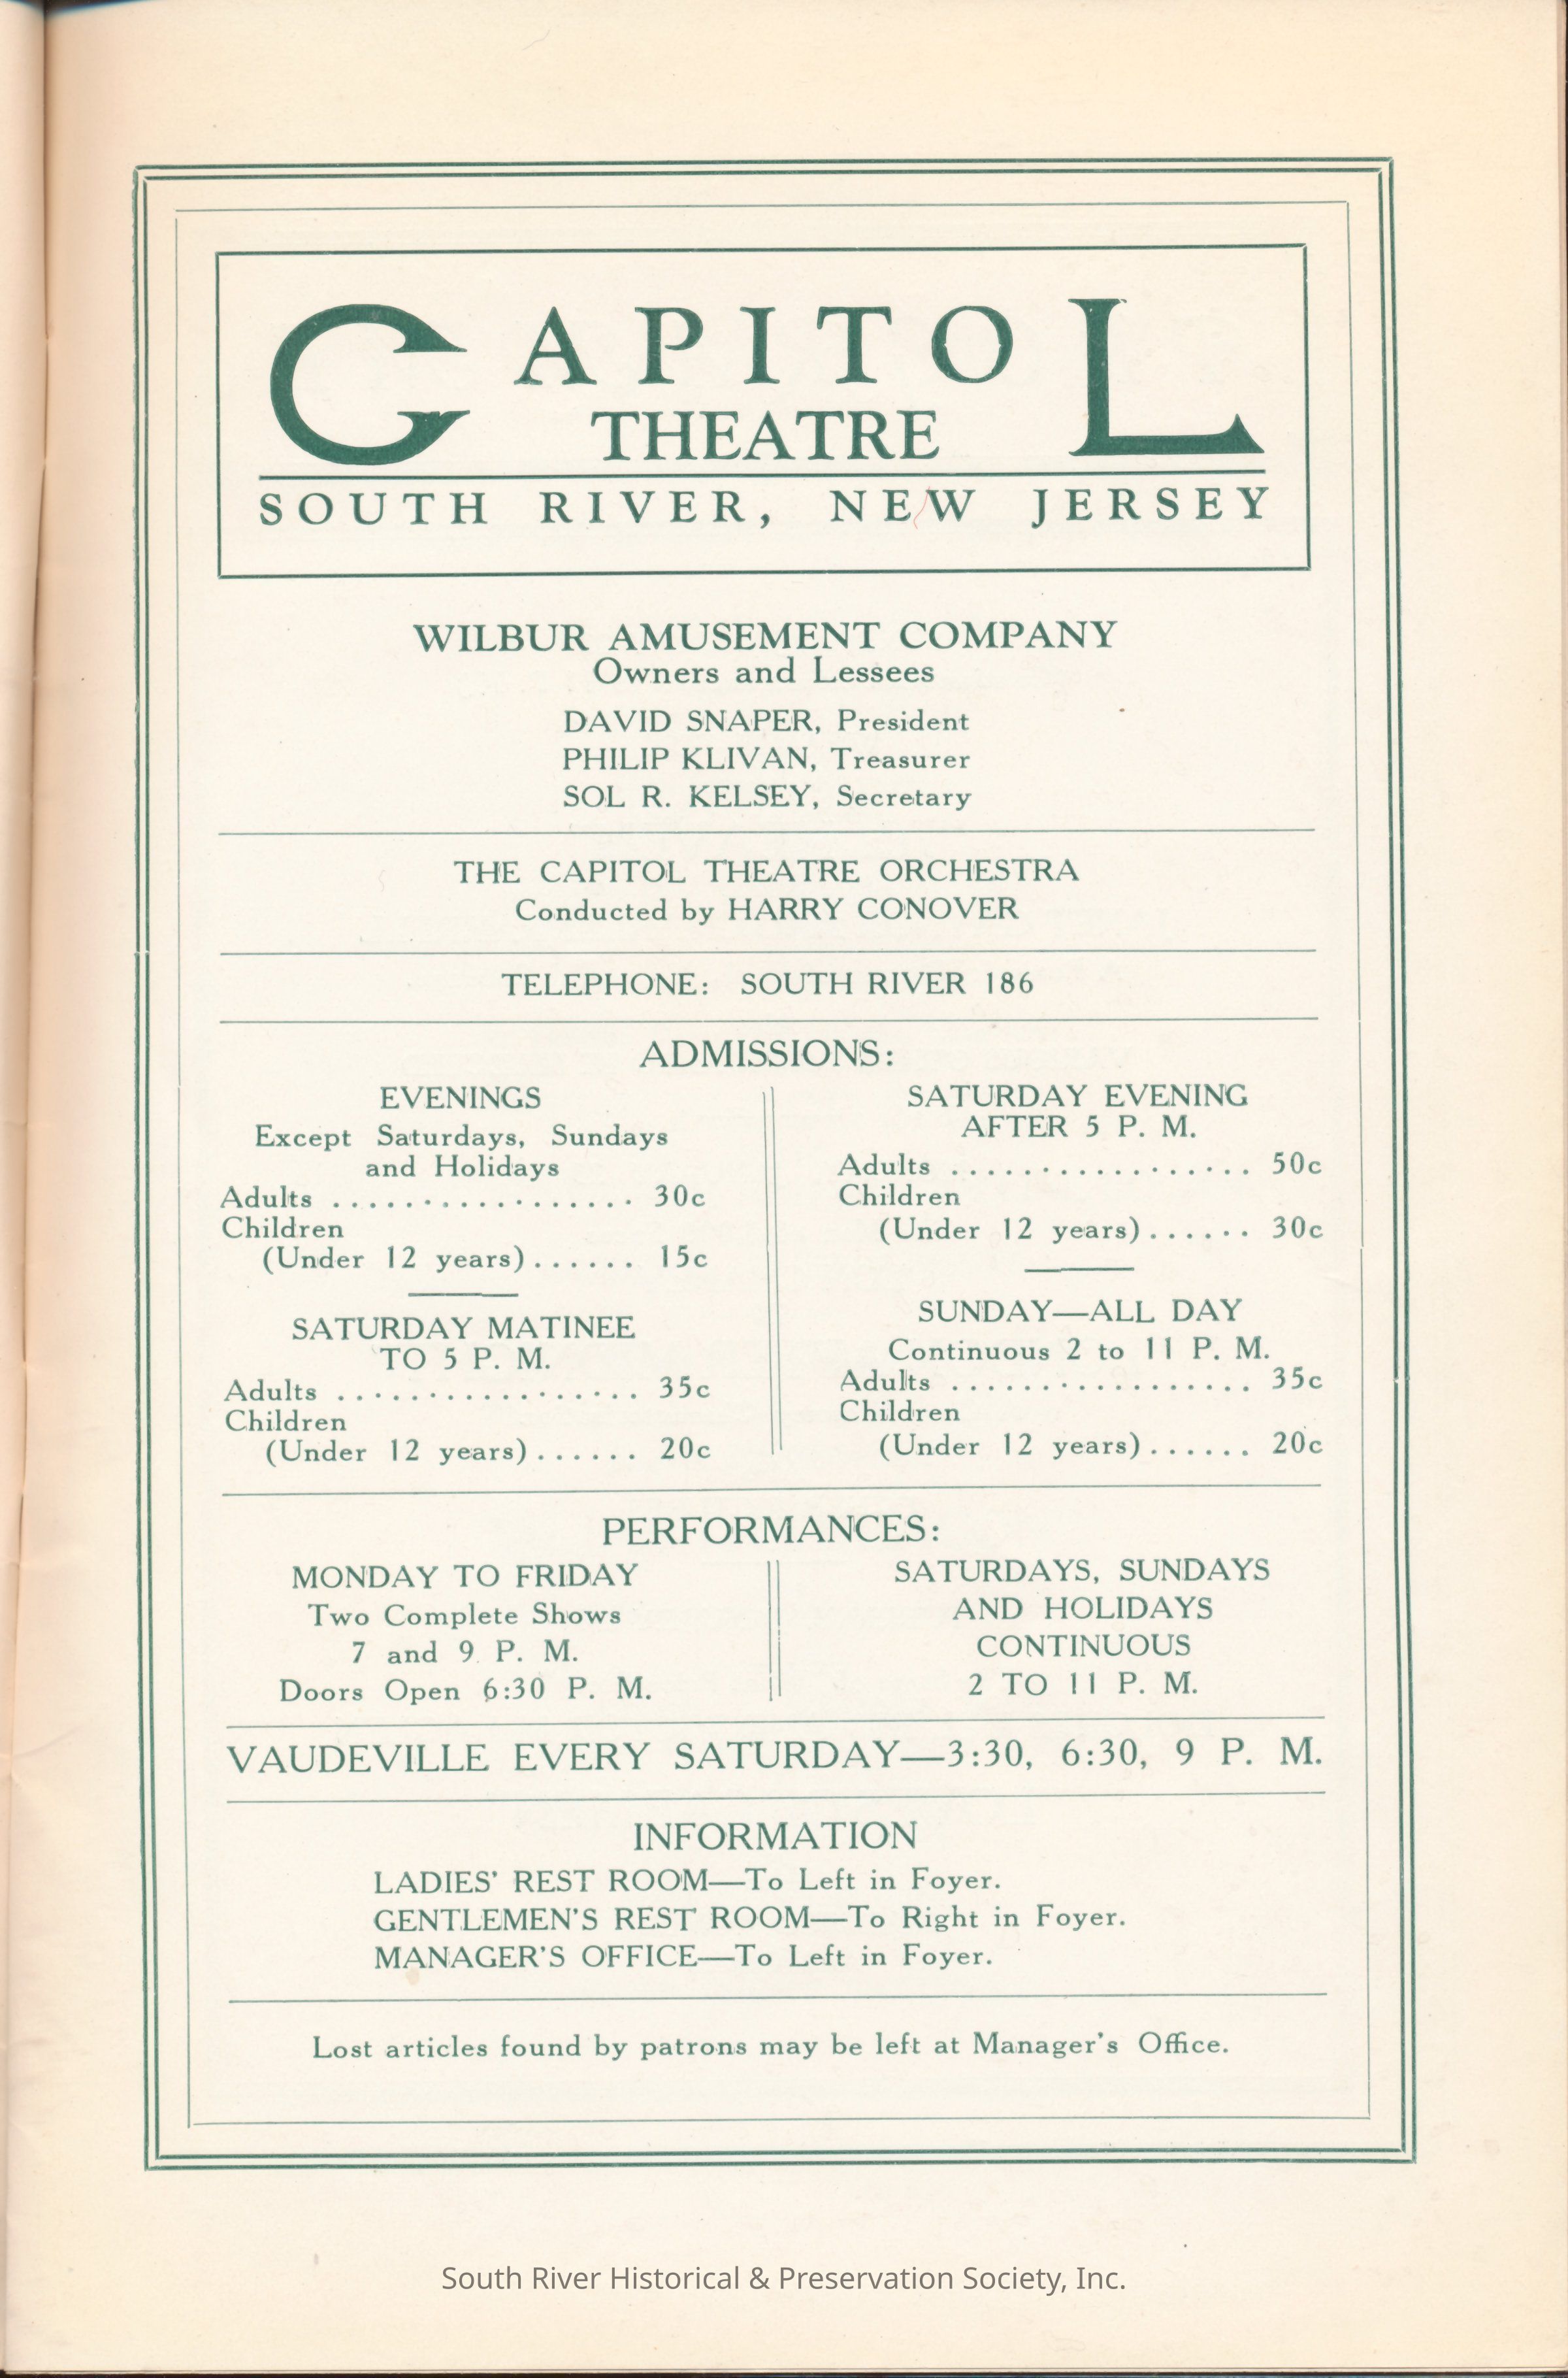 CAPITOL
THEATRE
SOUTH RIVER, NEW JERSEY
WILBUR AMUSEMENT COMPANY
Owners and Lessees
DAVID SNAPER, President
PHILIP KLIVAN, Treasurer
SOL R. KELSEY, Secretary
THE CAPITOL THEATRE ORCHESTRA
Conducted by HARRY CONOVER
TELEPHONE: SOUTH RIVER 186
ADMISSIONS:
EVENINGS
Except Saturdays, Sundays
and Holidays
Adults .................. 30c
Children
(Under 12 years)...... 15c
SATURDAY MATINEE
TO 5 P. M.
Adults .................. 35c
Children
(Under 12 years)...... 20c
SATURDAY EVENING
AFTER 5 P. M.
Adults .................. 50c
Children
(Under 12 years)...... 30c
SUNDAY—ALL DAY
Continuous 2 to 11 P. M.
Adults .................. 35c
Children
(Under 12 years)...... 20c
PERFORMANCES:
MONDAY TO FRIDAY
Two Complete Shows
7 and 9 P. M.
Doors Open 6:30 P. M.
SATURDAYS, SUNDAYS
AND HOLIDAYS
CONTINUOUS
2 TO 11 P. M.
VAUDEVILLE EVERY SATURDAY—3:30, 6:30, 9 P. M.
INFORMATION
LADIES' REST ROOM—To Left in Foyer.
GENTLEMEN'S REST ROOM—To Right in Foyer.
MANAGER'S OFFICE—To Left in Foyer.
Lost articles found by patrons may be left at Manager's Office.
South River Historical & Preservation Society, Inc.